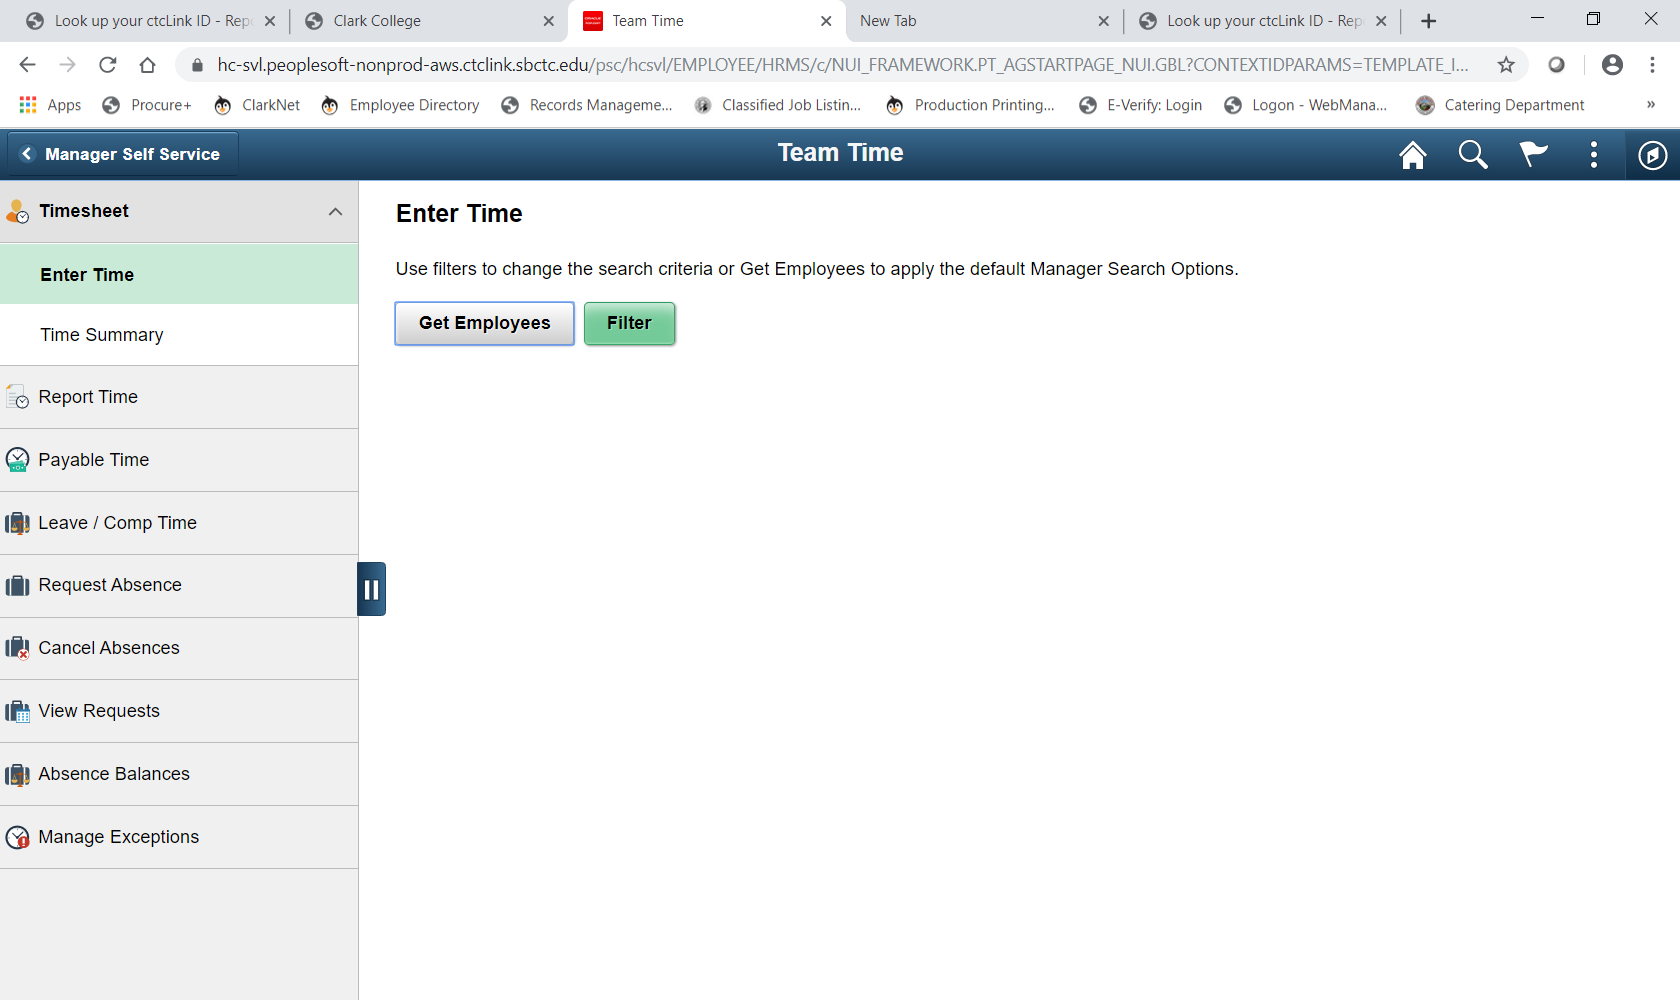 Look up your ctcLink ID - Rep
Clark College
Team Time
New Tab
Look up your ctcLink ID - Rep
hc-svl.peoplesoft-nonprod-aws.ctclink.sbctc.edu/psc/hcsvl/EMPLOYEE/HRMS/c/NUI_FRAMEWORK.PT_AGSTARTPAGE_NUI.GBL?CONTEXTIDPARAMS=TEMPLATE_I...
Apps
Procure+
ClarkNet
Employee Directory
Records Manageme...
Classified Job Listin...
Production Printing...
E-Verify: Login
Logon - WebMana...
Catering Department
»
Manager Self Service
Team Time
Timesheet
Enter Time
Time Summary
Report Time
Payable Time
Leave / Comp Time
Request Absence
Cancel Absences
View Requests
Absence Balances
Manage Exceptions
Enter Time
Use filters to change the search criteria or Get Employees to apply the default Manager Search Options.
Get Employees
Filter